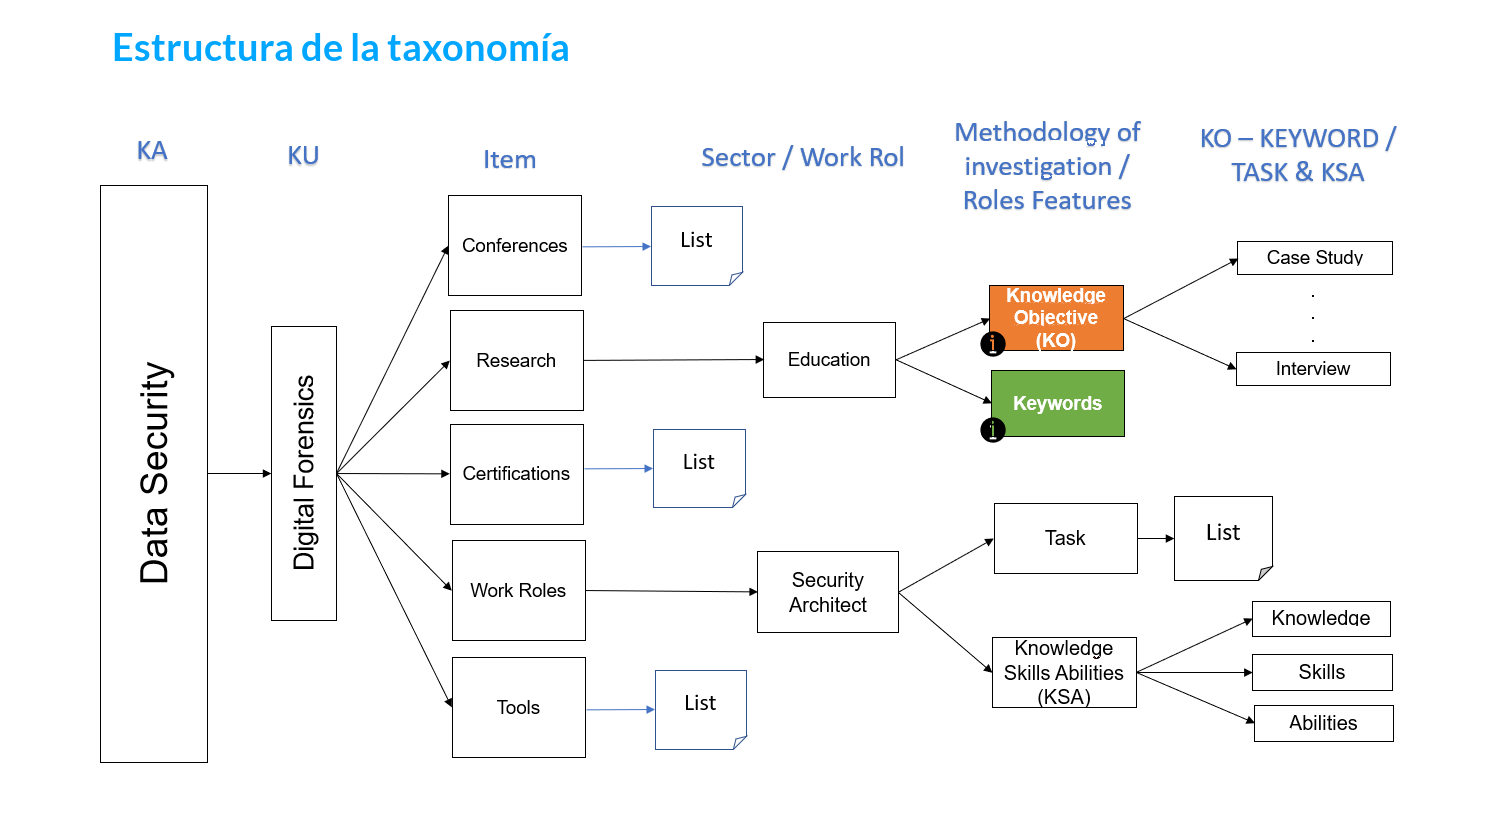 Estructura de la taxonomía
KA
KU
Item
Sector / Work Rol
Methodology of
investigation /
Roles Features
KO – KEYWORD /
TASK & KSA
Data Security
Digital Forensics
Conferences
List
Research
Education
Knowledge
Objective
(KO)
i
Case Study
.
.
.
Interview
Keywords
i
Certifications
List
Work Roles
Security
Architect
Task
List
Knowledge
Skills Abilities
(KSA)
Knowledge
Skills
Abilities
Tools
List